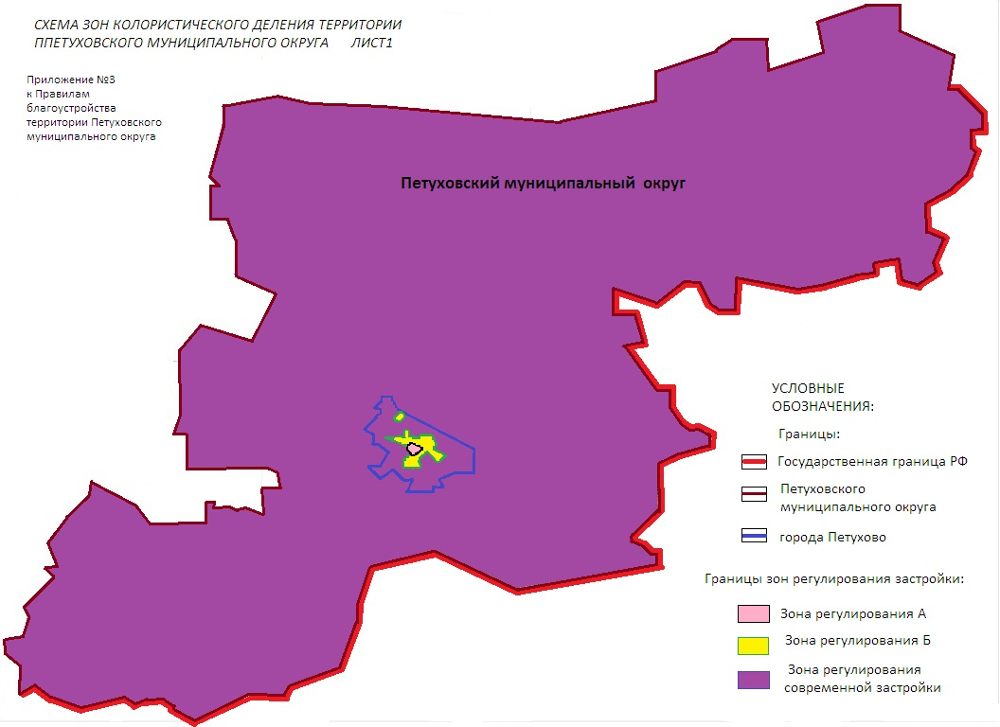 СХЕМА ЗОН КОЛОРИСТИЧЕСКОГО ДЕЛЕНИЯ ТЕРРИТОРИИ
ППЕТУХОВСКОГО МУНИЦИПАЛЬНОГО ОКРУГА ЛИСТ1
Приложение №3
к Правилам
благоустройства
территории Петуховского
муниципального округа
Петуховский муниципальный округ
УСЛОВНЫЕ
ОБОЗНАЧЕНИЯ:
Границы:
Государственная граница РФ
Петуховского
муниципального округа
города Петухово
Границы зон регулирования застройки:
Зона регулирования А
Зона регулирования Б
Зона регулирования
современной застройки